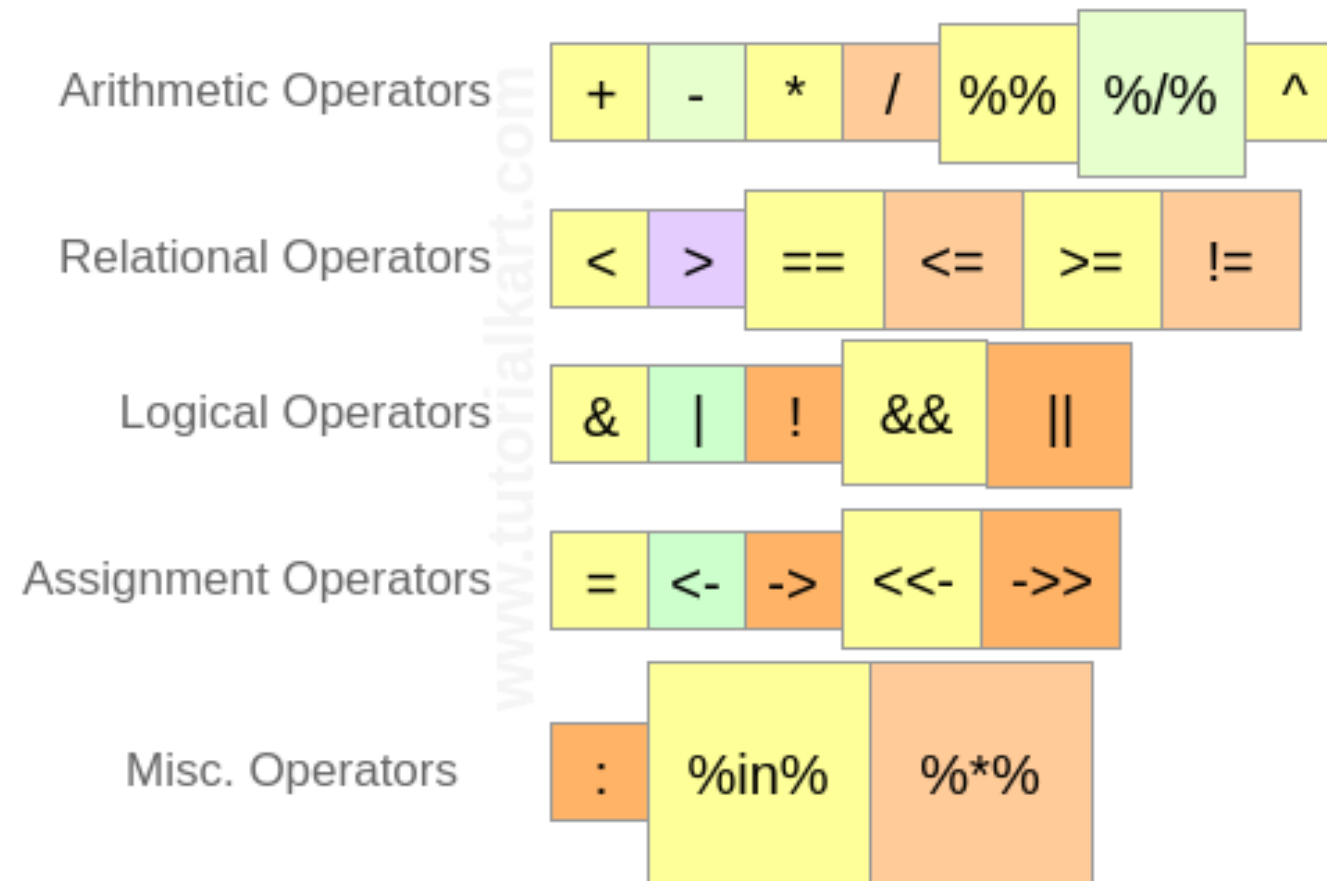 Arithmetic Operators + - * / %% %/% ^
Relational Operators < > == <= >= !=
Logical Operators & | ! && ||
Assignment Operators = <- -> <<- ->>
Misc. Operators : %in% %*%
www.tutorialkart.com